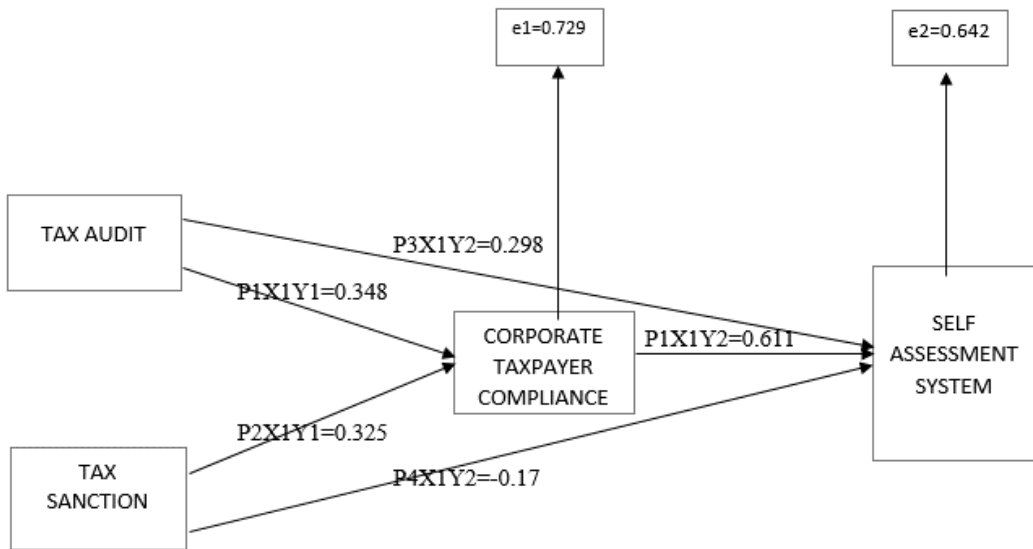 e1=0.729
e2=0.642
TAX AUDIT
P3X1Y2=0.298
P1X1Y1=0.348
CORPORATE
TAXPAYER
COMPLIANCE
P1X1Y2=0.611
SELF
ASSESSMENT
SYSTEM
P2X1Y1=0.325
TAX
SANCTION
P4X1Y2=-0.17